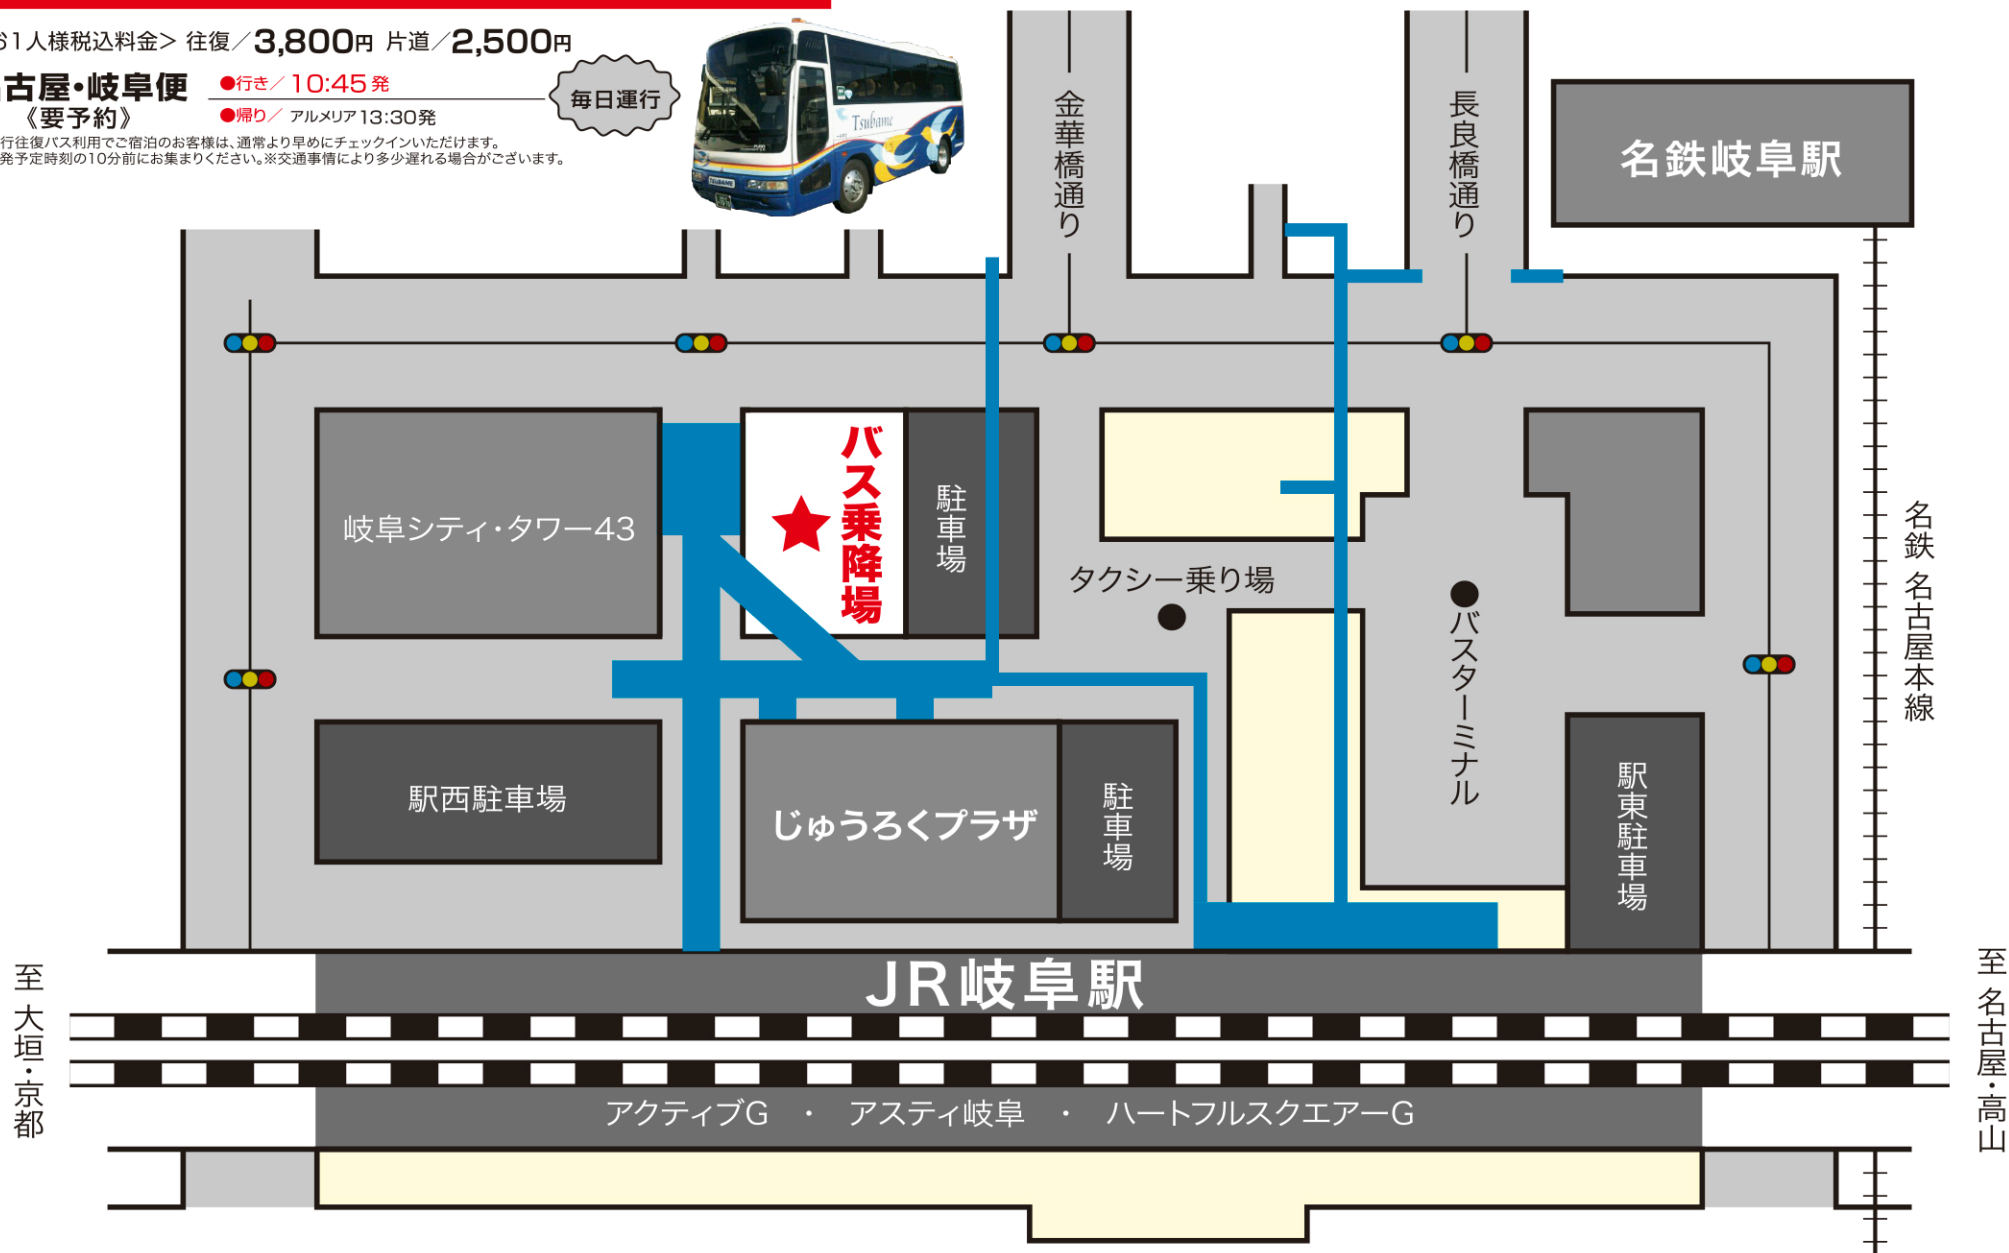 お1人様税込料金＞ 往復／3,800円 片道／2,500円
古屋・岐阜便
《要予約》
●行き／ 10:45発
●帰り／ アルメリア13:30発
毎日運行
行往復バス利用でご宿泊のお客様は、通常より早めにチェックインいただけます。
発予定時刻の10分前にお集まりください。※交通事情により多少遅れる場合がございます。
Tsubame
TSUBAME
金華橋通り
長良橋通り
名鉄岐阜駅
岐阜シティ・タワー43
バス乗降場
★
駐車場
タクシー乗り場
バスターミナル
名鉄 名古屋本線
駅西駐車場
じゅうろくプラザ
駐車場
駅東駐車場
JR岐阜駅
至 大垣・京都
至 名古屋・高山
アクティブG ・ アスティ岐阜 ・ ハートフルスクエアーG